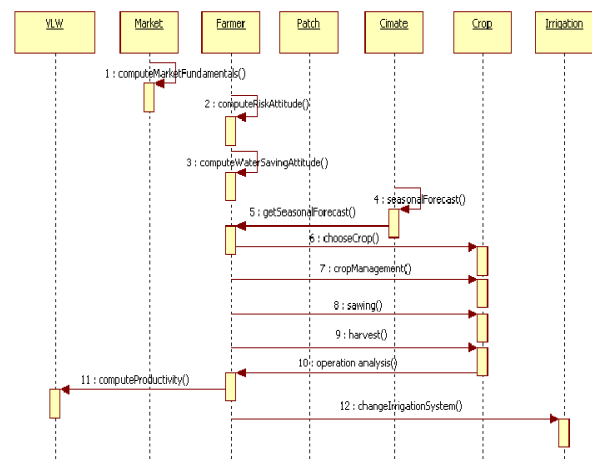 VLW
Market
Farmer
Patch
Cimate
Crop
Irrigation
1 : computeMarketFundamentals()
2 : computeRiskAttitude()
3 : computeWaterSavingAttitude()
4 : seasonalForecast()
5 : getSeasonalForecast()
6 : chooseCrop()
7 : cropManagement()
8 : sawing()
9 : harvest()
10 : operation analysis()
11 : computeProductivity()
12 : changeIrrigationSystem()